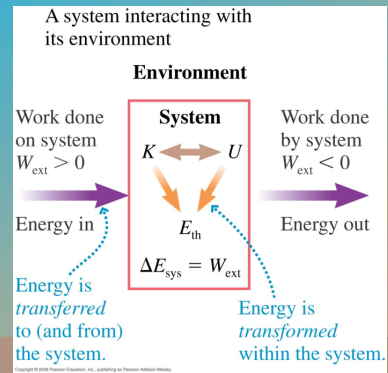 A system interacting with
its environment
Environment
Work done
on system
W_ext > 0
Energy in
System
K U
E_th
ΔE_sys = W_ext
Work done
by system
W_ext < 0
Energy out
Energy is
transferred
to (and from)
the system.
Energy is
transformed
within the system.
Copyright © 2008 Pearson Education, Inc., publishing as Pearson Addison-Wesley.